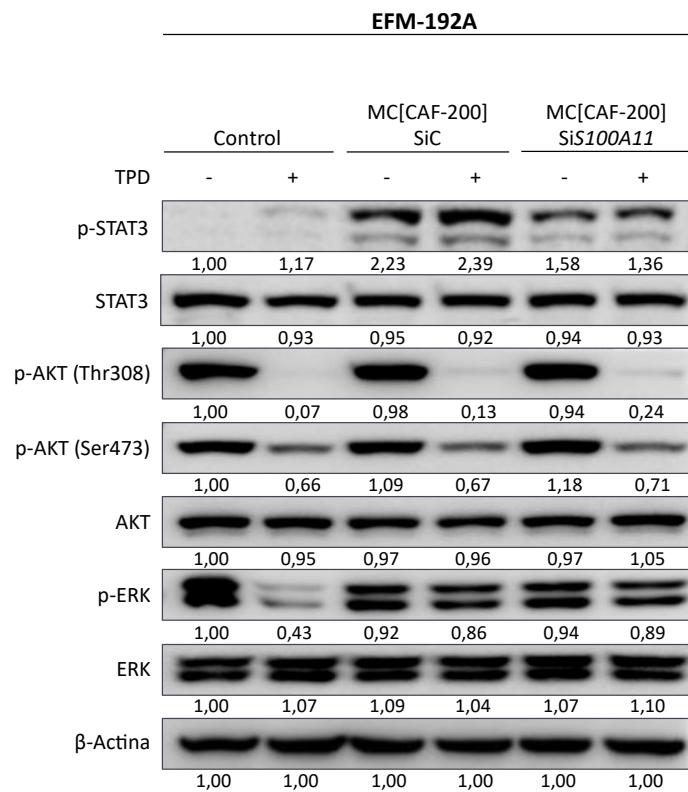 EFM-192A
Control
MC[CAF-200]
SiC
MC[CAF-200]
SiS100A11
TPD - + - + - +
p-STAT3
1,00 1,17 2,23 2,39 1,58 1,36
STAT3
1,00 0,93 0,95 0,92 0,94 0,93
p-AKT (Thr308)
1,00 0,07 0,98 0,13 0,94 0,24
p-AKT (Ser473)
1,00 0,66 1,09 0,67 1,18 0,71
AKT
1,00 0,95 0,97 0,96 0,97 1,05
p-ERK
1,00 0,43 0,92 0,86 0,94 0,89
ERK
1,00 1,07 1,09 1,04 1,07 1,10
β-Actina
1,00 1,00 1,00 1,00 1,00 1,00